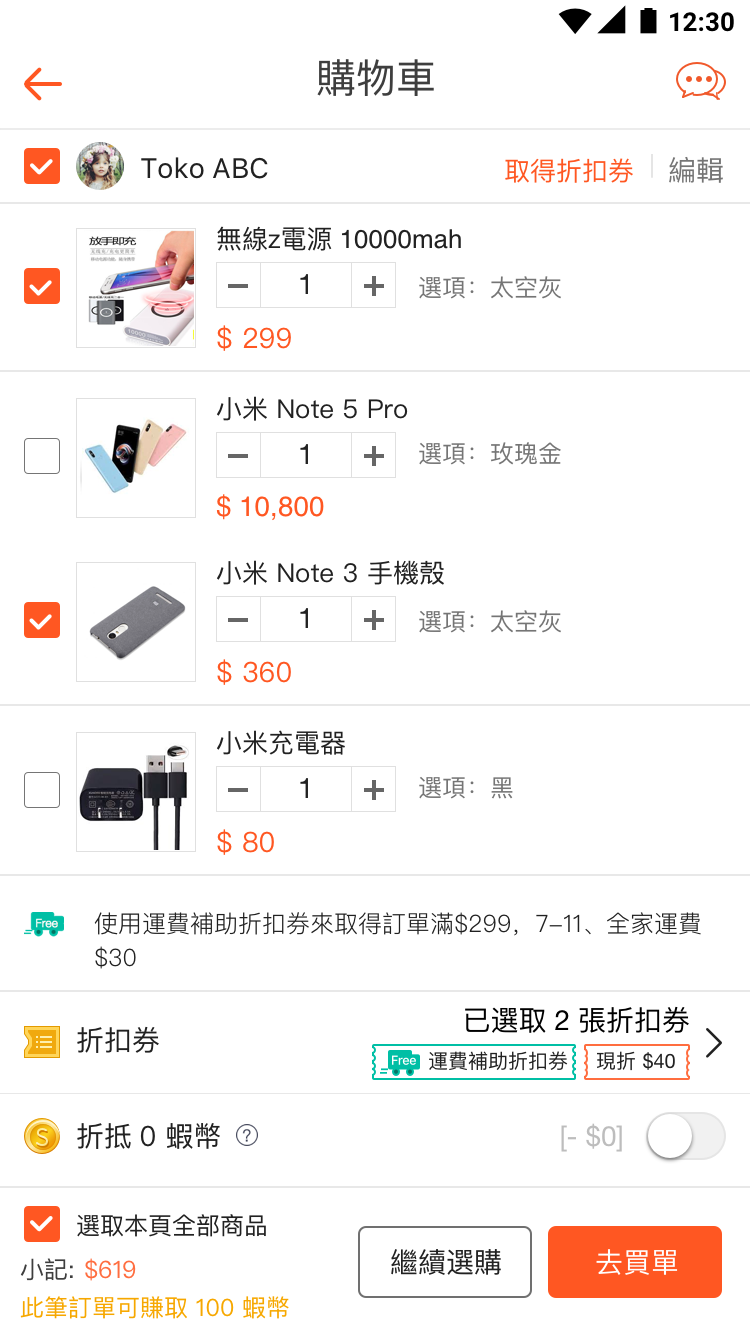 12:30
購物車
Toko ABC 取得折扣券 編輯
放手即充
無線z電源 10000mah
1 選項：太空灰
$ 299
小米 Note 5 Pro
1 選項：玫瑰金
$ 10,800
小米 Note 3 手機殼
1 選項：太空灰
$ 360
小米充電器
1 選項：黑
$ 80
Free 使用運費補助折扣券來取得訂單滿$299，7–11、全家運費
$30
已選取 2 張折扣券
折扣券
Free 運費補助折扣券 現折 $40
S 折抵 0 蝦幣 ? [- $0]
選取本頁全部商品
小記: $619
此筆訂單可賺取 100 蝦幣
繼續選購 去買單